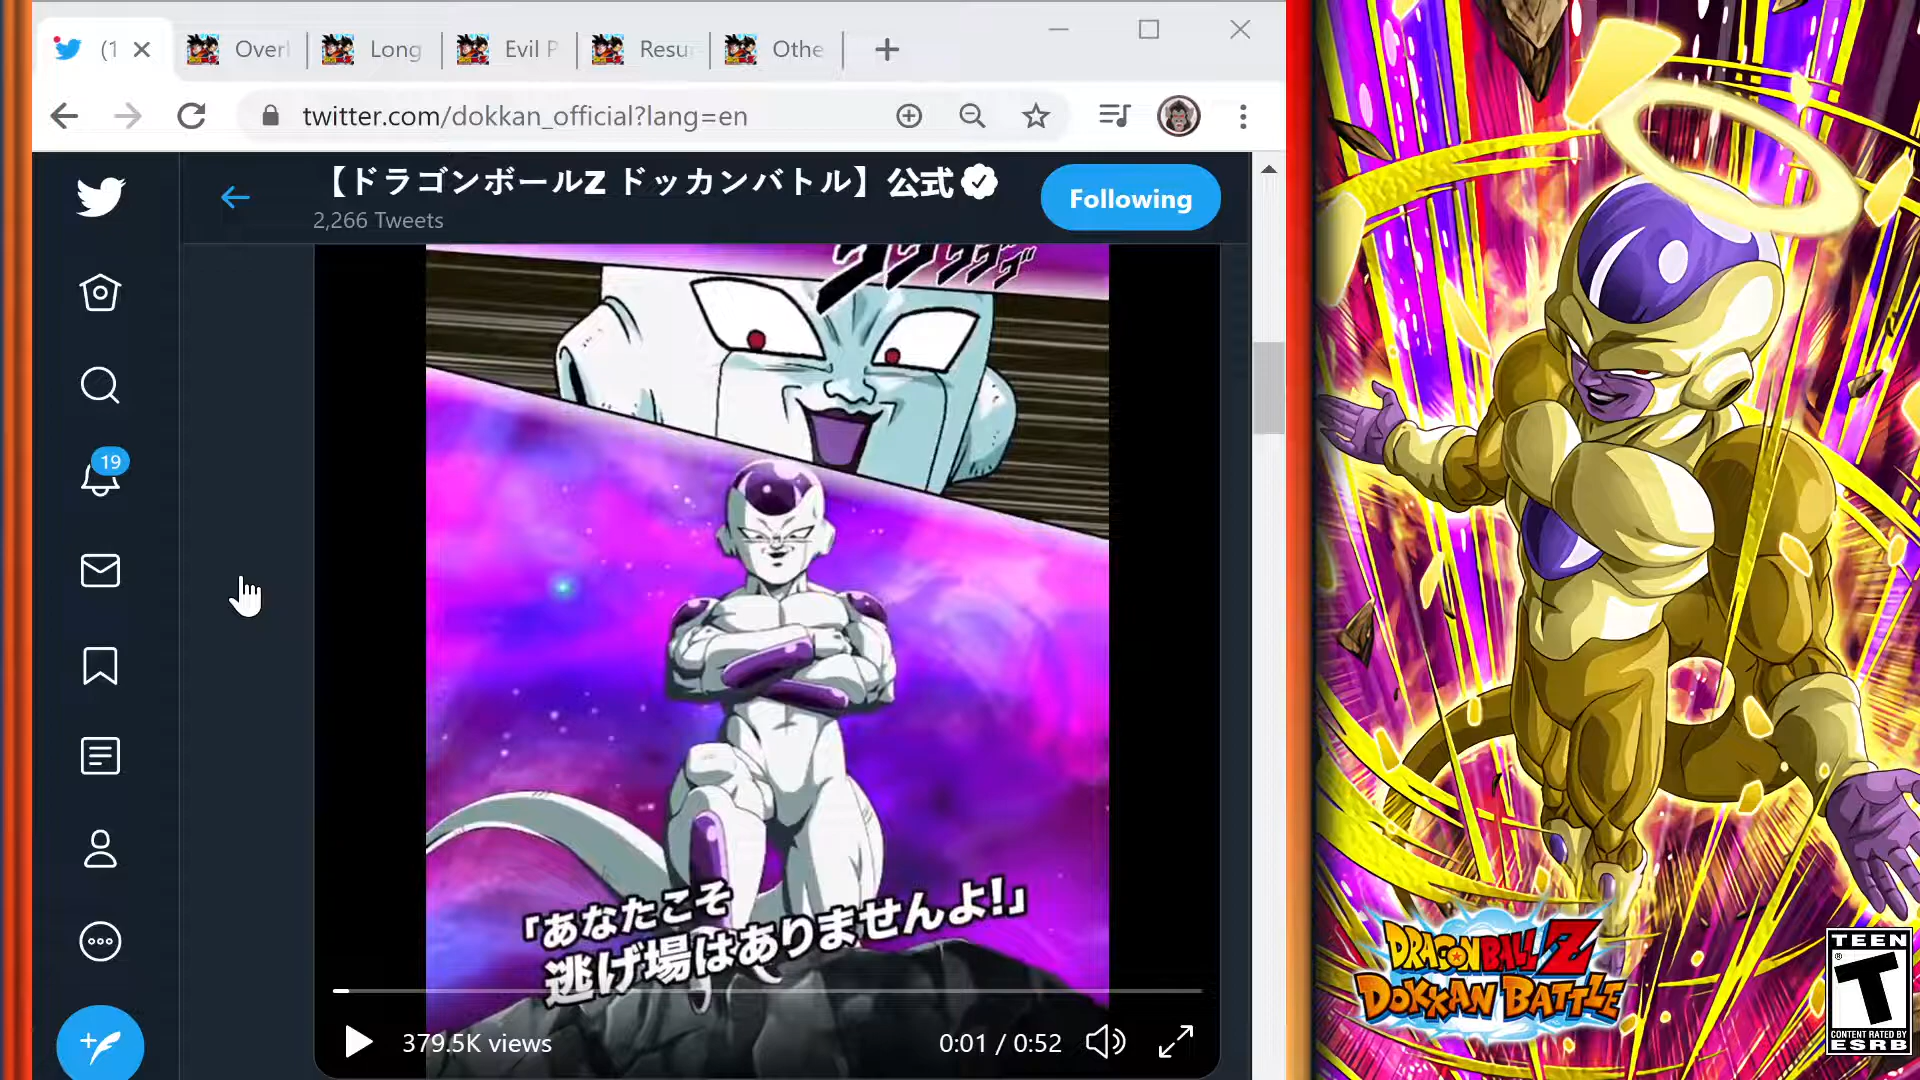 (1
Overl
Long
Evil P
Resur
Othe
twitter.com/dokkan_official?lang=en
【ドラゴンボールZ ドッカンバトル】公式
2,266 Tweets
Following
19
「あなたこそ
逃げ場はありませんよ!」
379.5K views
0:01 / 0:52
DRAGONBALL Z
DOKKAN BATTLE
TEEN
T
CONTENT RATED BY
ESRB